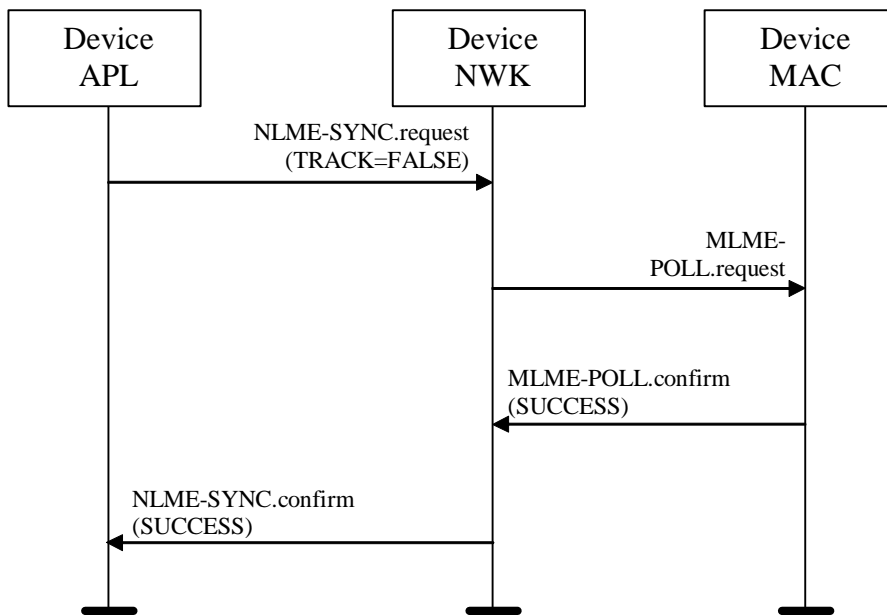 Device
APL
Device
NWK
Device
MAC
NLME-SYNC.request
(TRACK=FALSE)
MLME-
POLL.request
MLME-POLL.confirm
(SUCCESS)
NLME-SYNC.confirm
(SUCCESS)